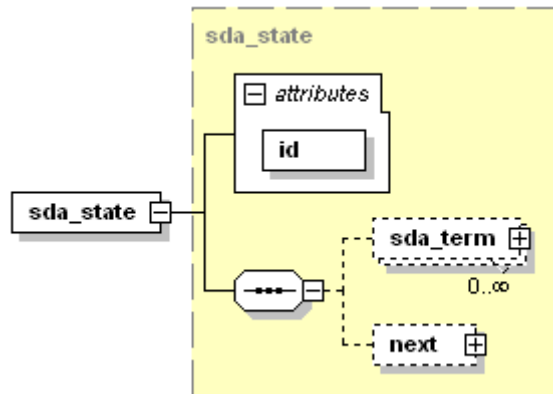 sda_state
attributes
id
sda_state
sda_term
0..∞
next